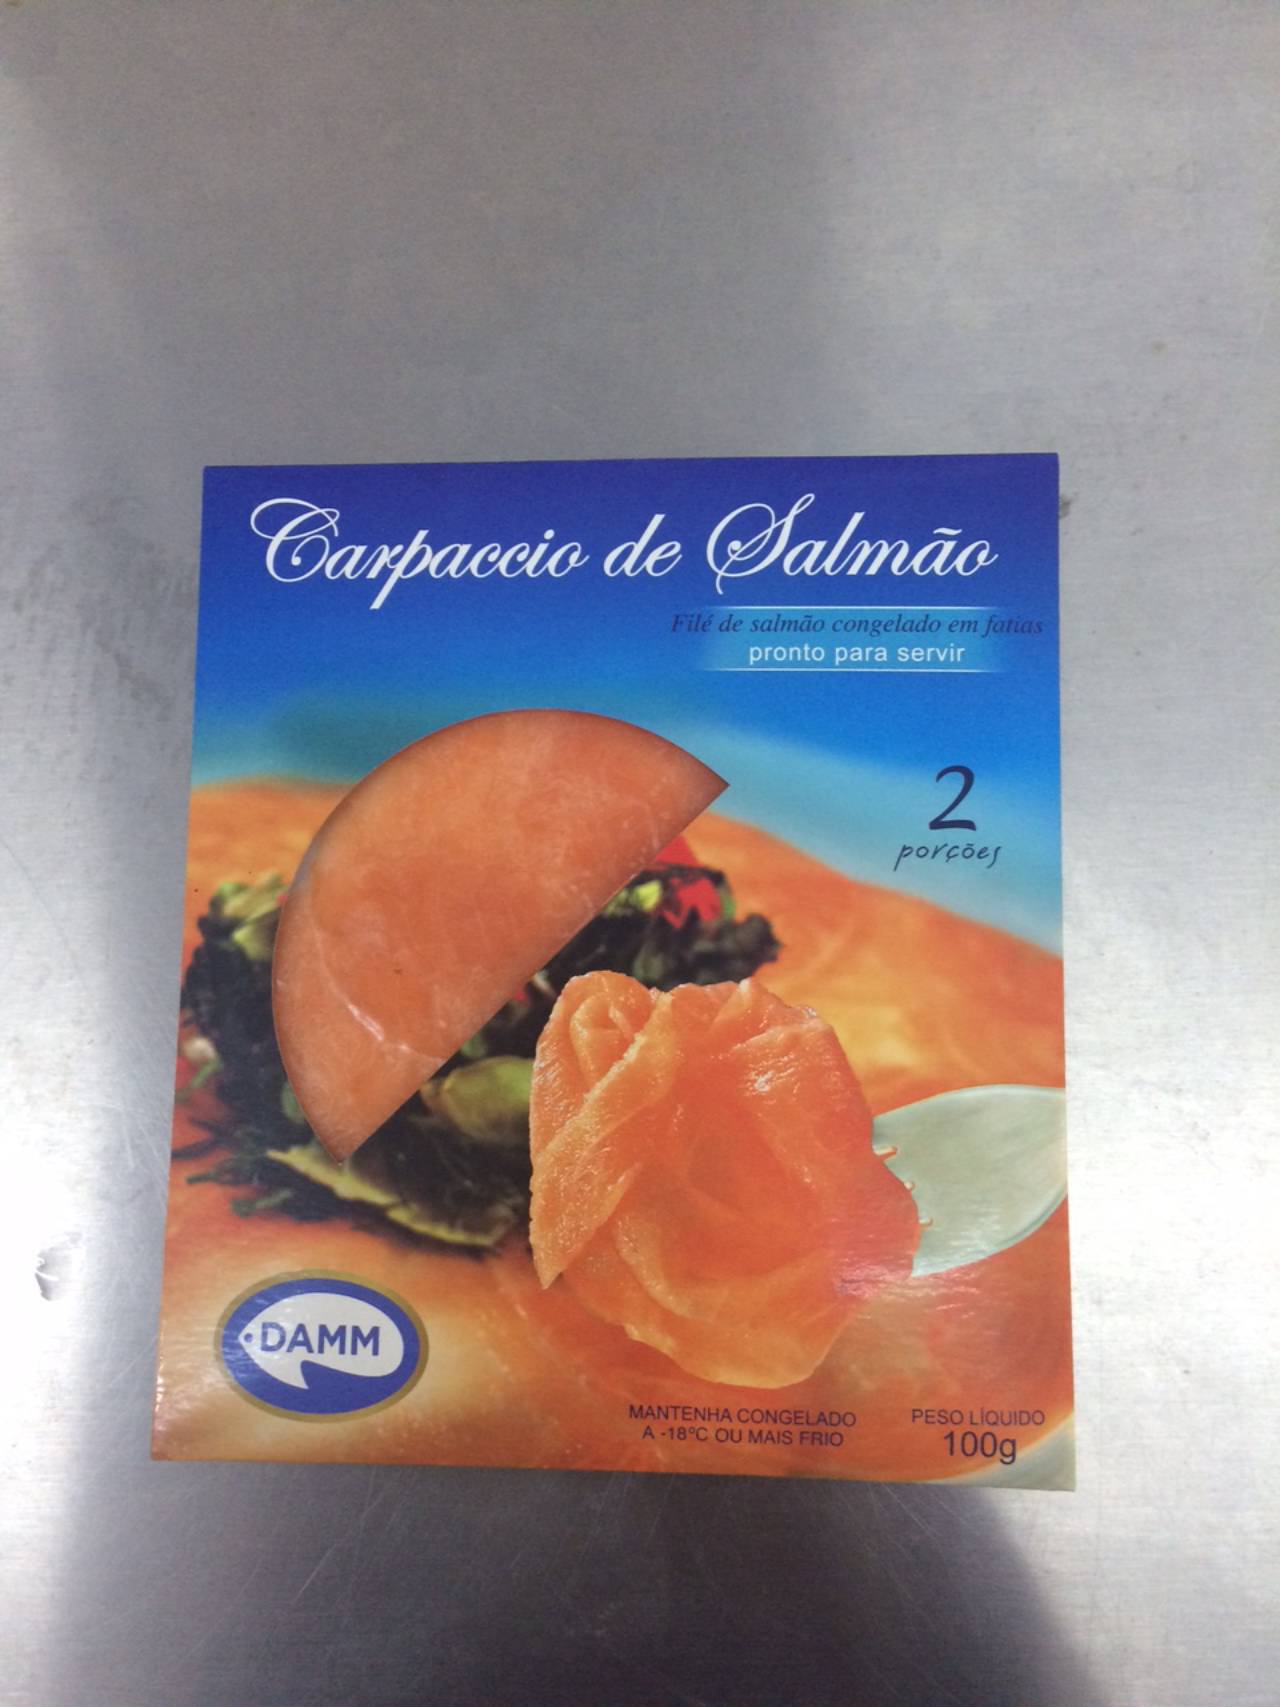 Carpaccio de Salmão
Filé de salmão congelado em fatias
pronto para servir
2
porções
DAMM
MANTENHA CONGELADO
A -18ºC OU MAIS FRIO
PESO LÍQUIDO
100g